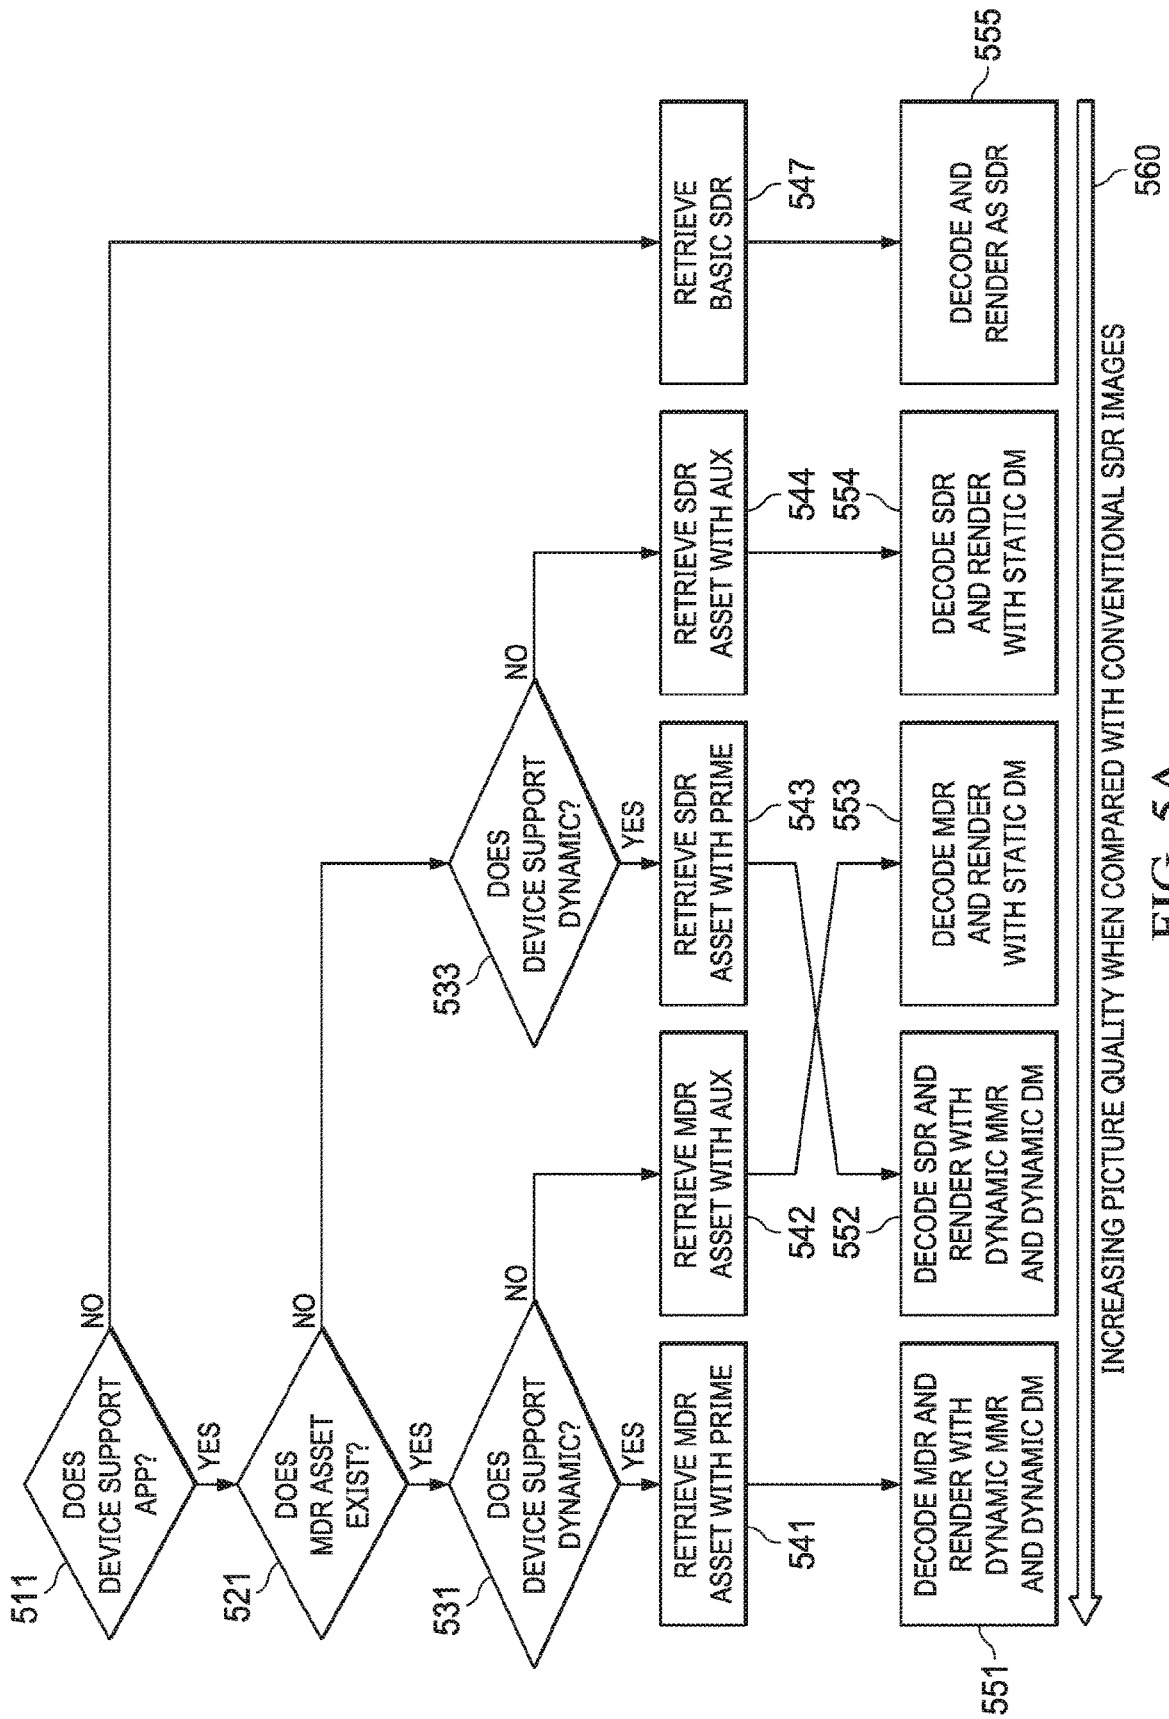 511
DOES
DEVICE SUPPORT
APP?
NO
YES
521
DOES
MDR ASSET
EXIST?
NO
YES
531
DOES
DEVICE SUPPORT
DYNAMIC?
NO
YES
533
DOES
DEVICE SUPPORT
DYNAMIC?
NO
YES
RETRIEVE MDR
ASSET WITH PRIME
541
RETRIEVE MDR
ASSET WITH AUX
542
RETRIEVE SDR
ASSET WITH PRIME
543
RETRIEVE SDR
ASSET WITH AUX
544
RETRIEVE
BASIC SDR
547
DECODE MDR AND
RENDER WITH
DYNAMIC MMR
AND DYNAMIC DM
551
552
DECODE SDR AND
RENDER WITH
DYNAMIC MMR
AND DYNAMIC DM
553
DECODE MDR
AND RENDER
WITH STATIC DM
554
DECODE SDR
AND RENDER
WITH STATIC DM
555
DECODE AND
RENDER AS SDR
560
INCREASING PICTURE QUALITY WHEN COMPARED WITH CONVENTIONAL SDR IMAGES
FIG. 5A